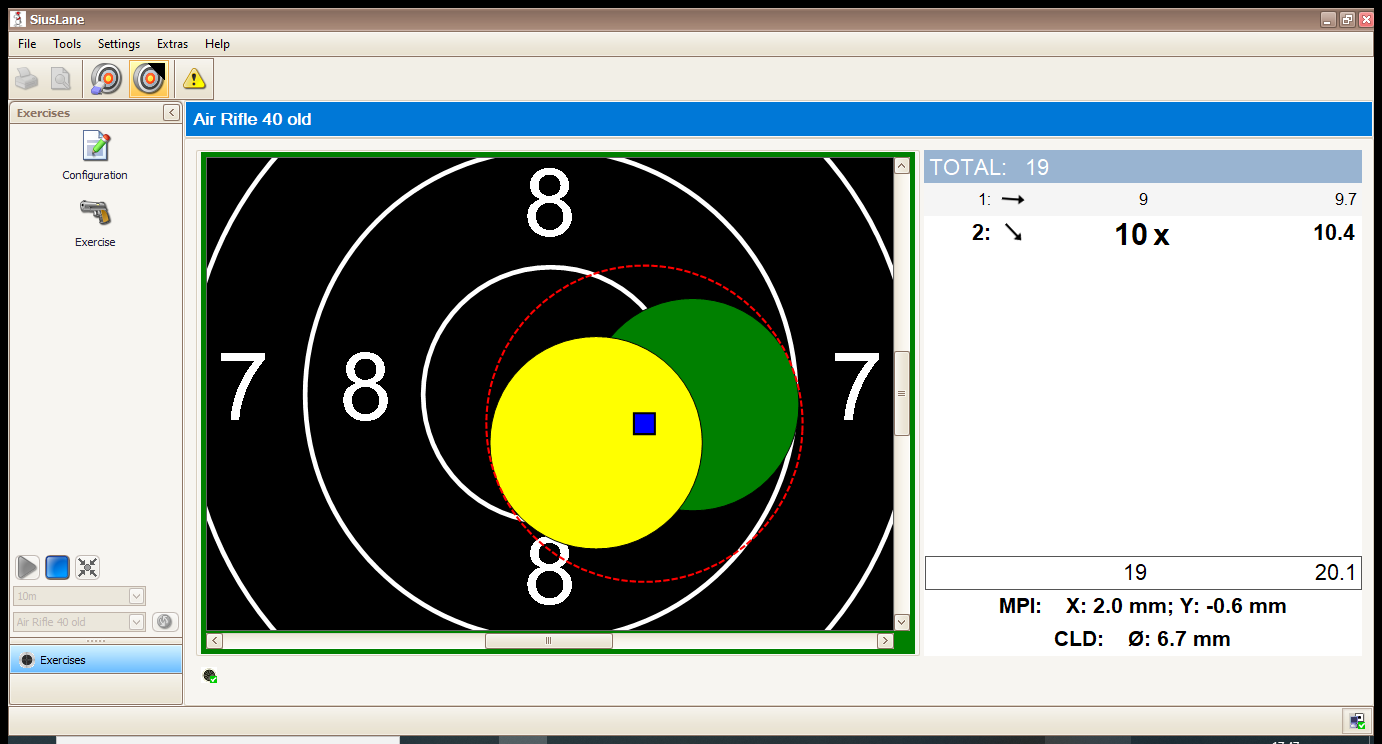 SiusLane
File Tools Settings Extras Help
Exercises
Configuration
Exercise
10m
Air Rifle 40 old
Exercises
Air Rifle 40 old
8
7 8 7
8
TOTAL: 19
1: 9 9.7
2: 10 x 10.4
19 20.1
MPI: X: 2.0 mm; Y: -0.6 mm
CLD: Ø: 6.7 mm